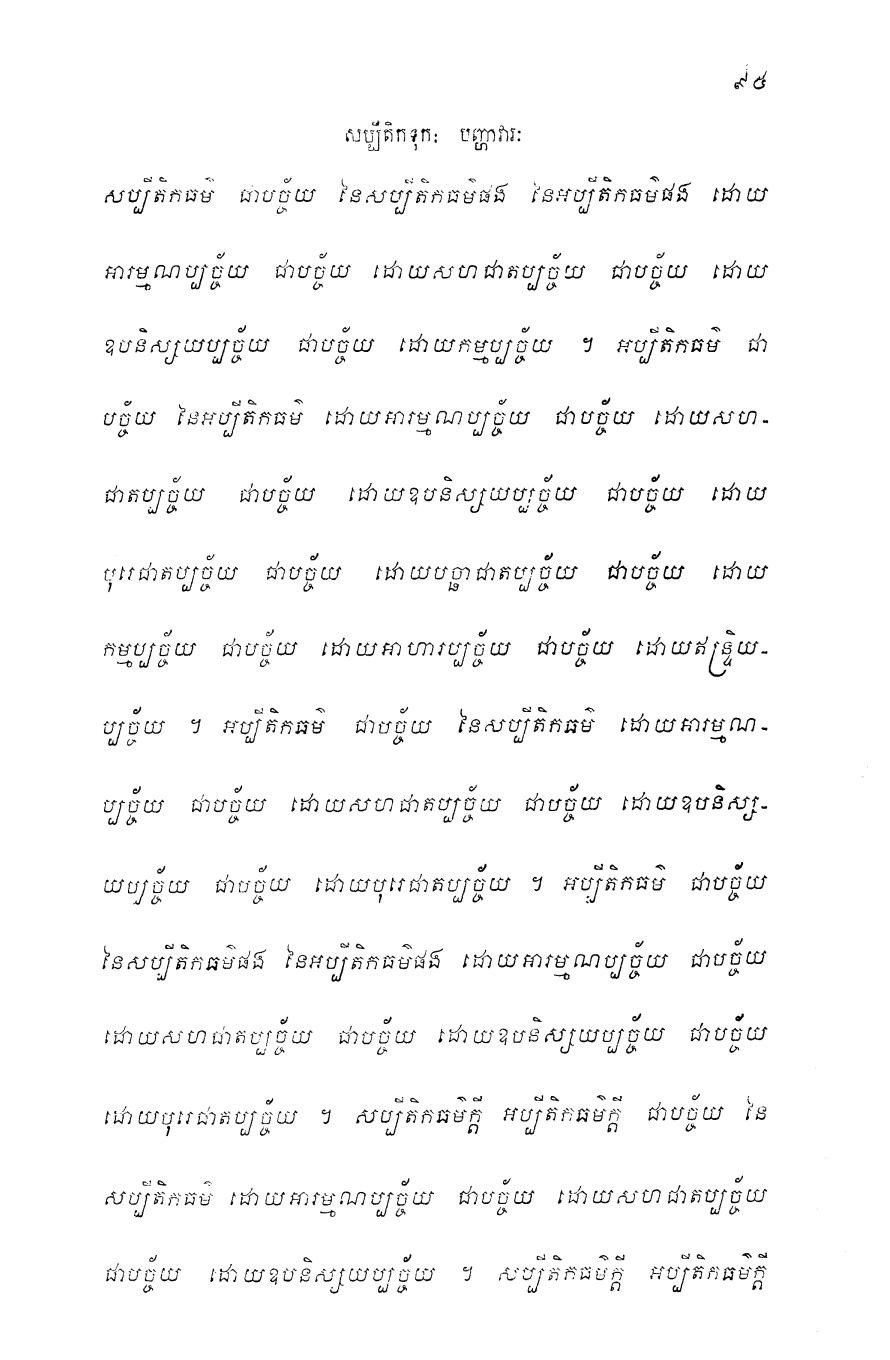 ៩៥
សប្បីតិកទុកៈ បញ្ហាវារៈ
សប្បីតិកធម៌ ជាបច្ច័យ នៃសប្បីតិកធម៌ផង នៃអប្បីតិកធម៌ផង ដោយ
អារម្មណប្បច្ច័យ ជាបច្ច័យ ដោយសហជាតប្បច្ច័យ ជាបច្ច័យ ដោយ
ឧបនិស្សយប្បច្ច័យ ជាបច្ច័យ ដោយកម្មប្បច្ច័យ ។ អប្បីតិកធម៌ ជា
បច្ច័យ នៃអប្បីតិកធម៌ ដោយអារម្មណប្បច្ច័យ ជាបច្ច័យ ដោយសហ-
ជាតប្បច្ច័យ ជាបច្ច័យ ដោយឧបនិស្សយប្បច្ច័យ ជាបច្ច័យ ដោយ
បុរេជាតប្បច្ច័យ ជាបច្ច័យ ដោយបច្ឆាជាតប្បច្ច័យ ជាបច្ច័យ ដោយ
កម្មប្បច្ច័យ ជាបច្ច័យ ដោយអាហារប្បច្ច័យ ជាបច្ច័យ ដោយឥន្ទ្រិយ-
ប្បច្ច័យ ។ អប្បីតិកធម៌ ជាបច្ច័យ នៃសប្បីតិកធម៌ ដោយអារម្មណ-
ប្បច្ច័យ ជាបច្ច័យ ដោយសហជាតប្បច្ច័យ ជាបច្ច័យ ដោយឧបនិស្ស-
យប្បច្ច័យ ជាបច្ច័យ ដោយបុរេជាតប្បច្ច័យ ។ អប្បីតិកធម៌ ជាបច្ច័យ
នៃសប្បីតិកធម៌ផង នៃអប្បីតិកធម៌ផង ដោយអារម្មណប្បច្ច័យ ជាបច្ច័យ
ដោយសហជាតប្បច្ច័យ ជាបច្ច័យ ដោយឧបនិស្សយប្បច្ច័យ ជាបច្ច័យ
ដោយបុរេជាតប្បច្ច័យ ។ សប្បីតិកធម៌ក្តី អប្បីតិកធម៌ក្តី ជាបច្ច័យ នៃ
សប្បីតិកធម៌ ដោយអារម្មណប្បច្ច័យ ជាបច្ច័យ ដោយសហជាតប្បច្ច័យ
ជាបច្ច័យ ដោយឧបនិស្សយប្បច្ច័យ ។ សប្បីតិកធម៌ក្តី អប្បីតិកធម៌ក្តី